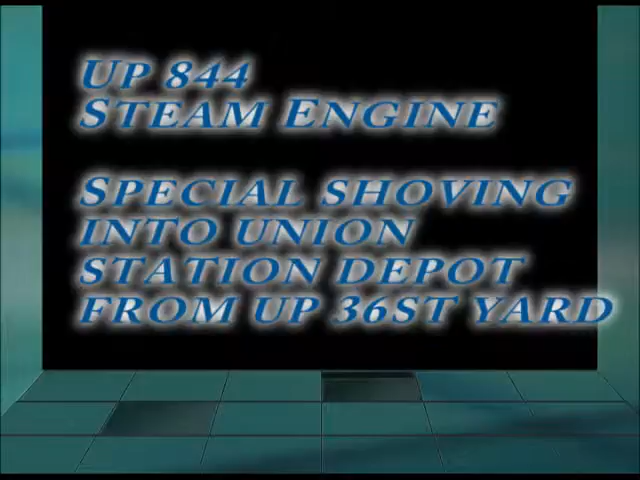 UP 844
STEAM ENGINE
SPECIAL SHOVING
INTO UNION
STATION DEPOT
FROM UP 36ST YARD